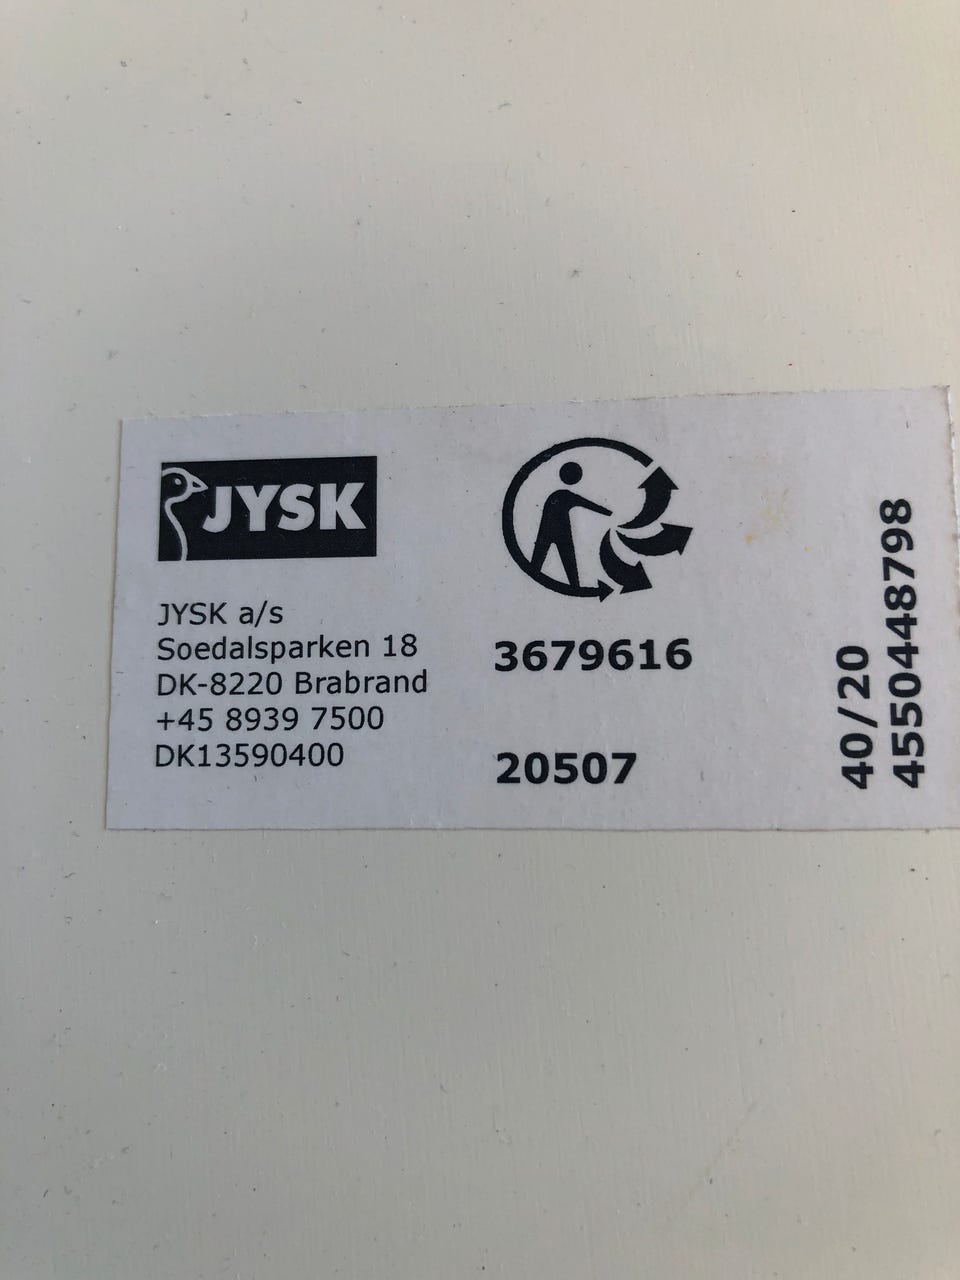 JYSK
JYSK a/s
Soedalsparken 18
DK-8220 Brabrand
+45 8939 7500
DK13590400
3679616
20507
40/20
4550448798